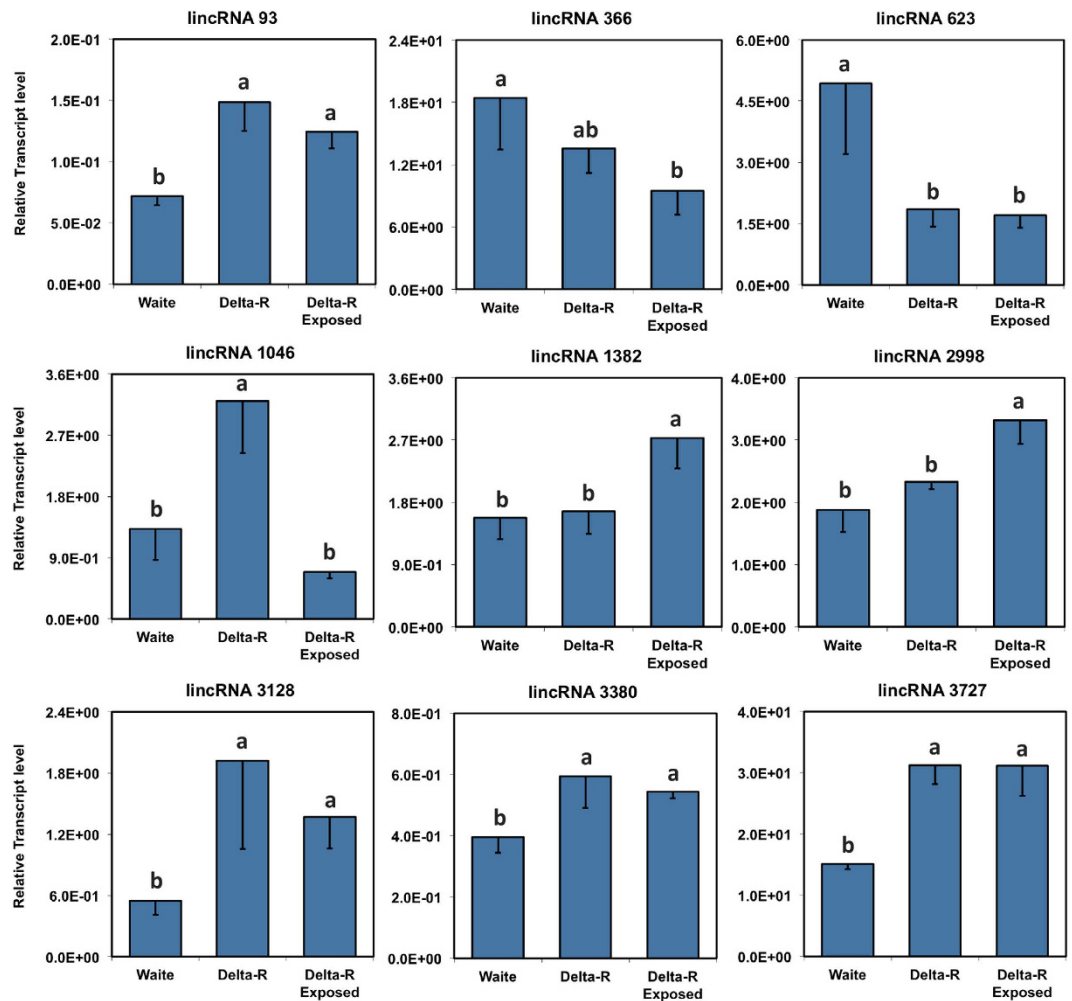 lincRNA 93
Relative Transcript level
2.0E-01
1.5E-01
1.0E-01
5.0E-02
0.0E+00
b
a
a
Waite
Delta-R
Delta-R
Exposed
lincRNA 366
2.4E+01
1.8E+01
1.2E+01
6.0E+00
0.0E+00
a
ab
b
Waite
Delta-R
Delta-R
Exposed
lincRNA 623
6.0E+00
4.5E+00
3.0E+00
1.5E+00
0.0E+00
a
b
b
Waite
Delta-R
Delta-R
Exposed
lincRNA 1046
Relative Transcript level
3.6E+00
2.7E+00
1.8E+00
9.0E-01
0.0E+00
b
a
b
Waite
Delta-R
Delta-R
Exposed
lincRNA 1382
3.6E+00
2.7E+00
1.8E+00
9.0E-01
0.0E+00
b
b
a
Waite
Delta-R
Delta-R
Exposed
lincRNA 2998
4.0E+00
3.0E+00
2.0E+00
1.0E+00
0.0E+00
b
b
a
Waite
Delta-R
Delta-R
Exposed
lincRNA 3128
Relative Transcript level
2.4E+00
1.8E+00
1.2E+00
6.0E-01
0.0E+00
b
a
a
Waite
Delta-R
Delta-R
Exposed
lincRNA 3380
8.0E-01
6.0E-01
4.0E-01
2.0E-01
0.0E+00
b
a
a
Waite
Delta-R
Delta-R
Exposed
lincRNA 3727
4.0E+01
3.0E+01
2.0E+01
1.0E+01
0.0E+00
b
a
a
Waite
Delta-R
Delta-R
Exposed